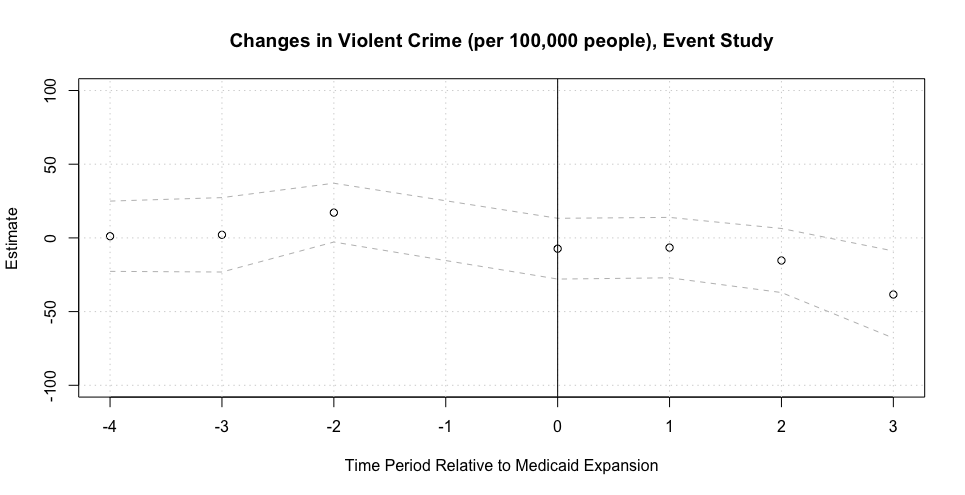 Changes in Violent Crime (per 100,000 people), Event Study
100
50
0
-50
-100
Estimate
-4 -3 -2 -1 0 1 2 3
Time Period Relative to Medicaid Expansion